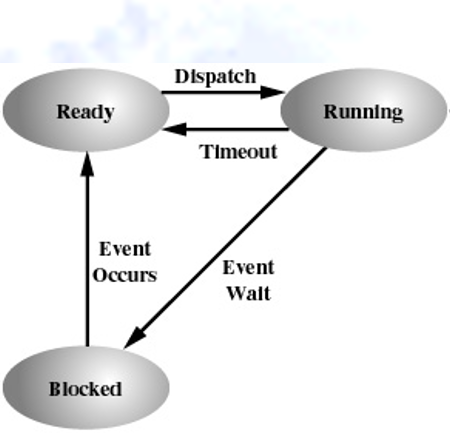 Dispatch
Ready
Running
Timeout
Event
Occurs
Event
Wait
Blocked